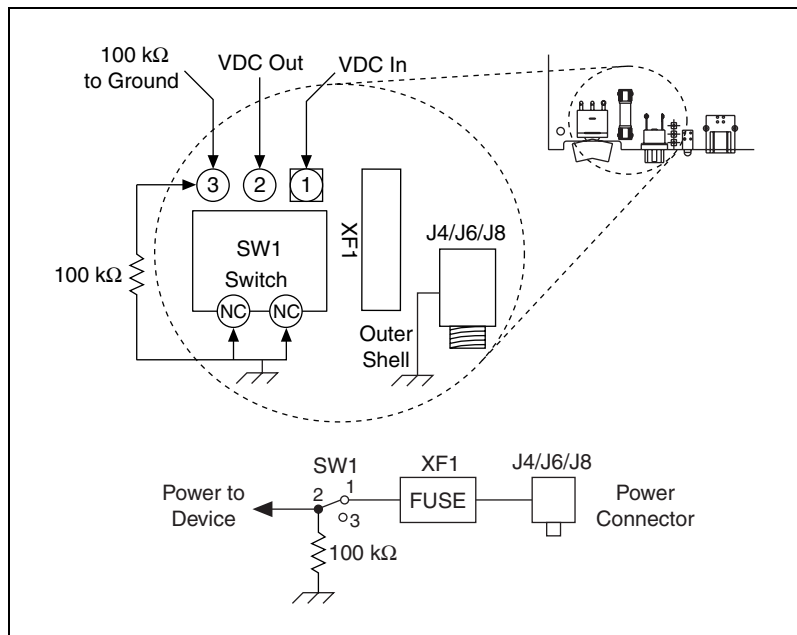 100 kΩ
to Ground
VDC Out
VDC In
3
2
1
SW1
Switch
XF1
J4/J6/J8
100 kΩ
NC
NC
Outer
Shell
SW1
XF1
J4/J6/J8
Power to
Device
2
1
3
FUSE
Power
Connector
100 kΩ